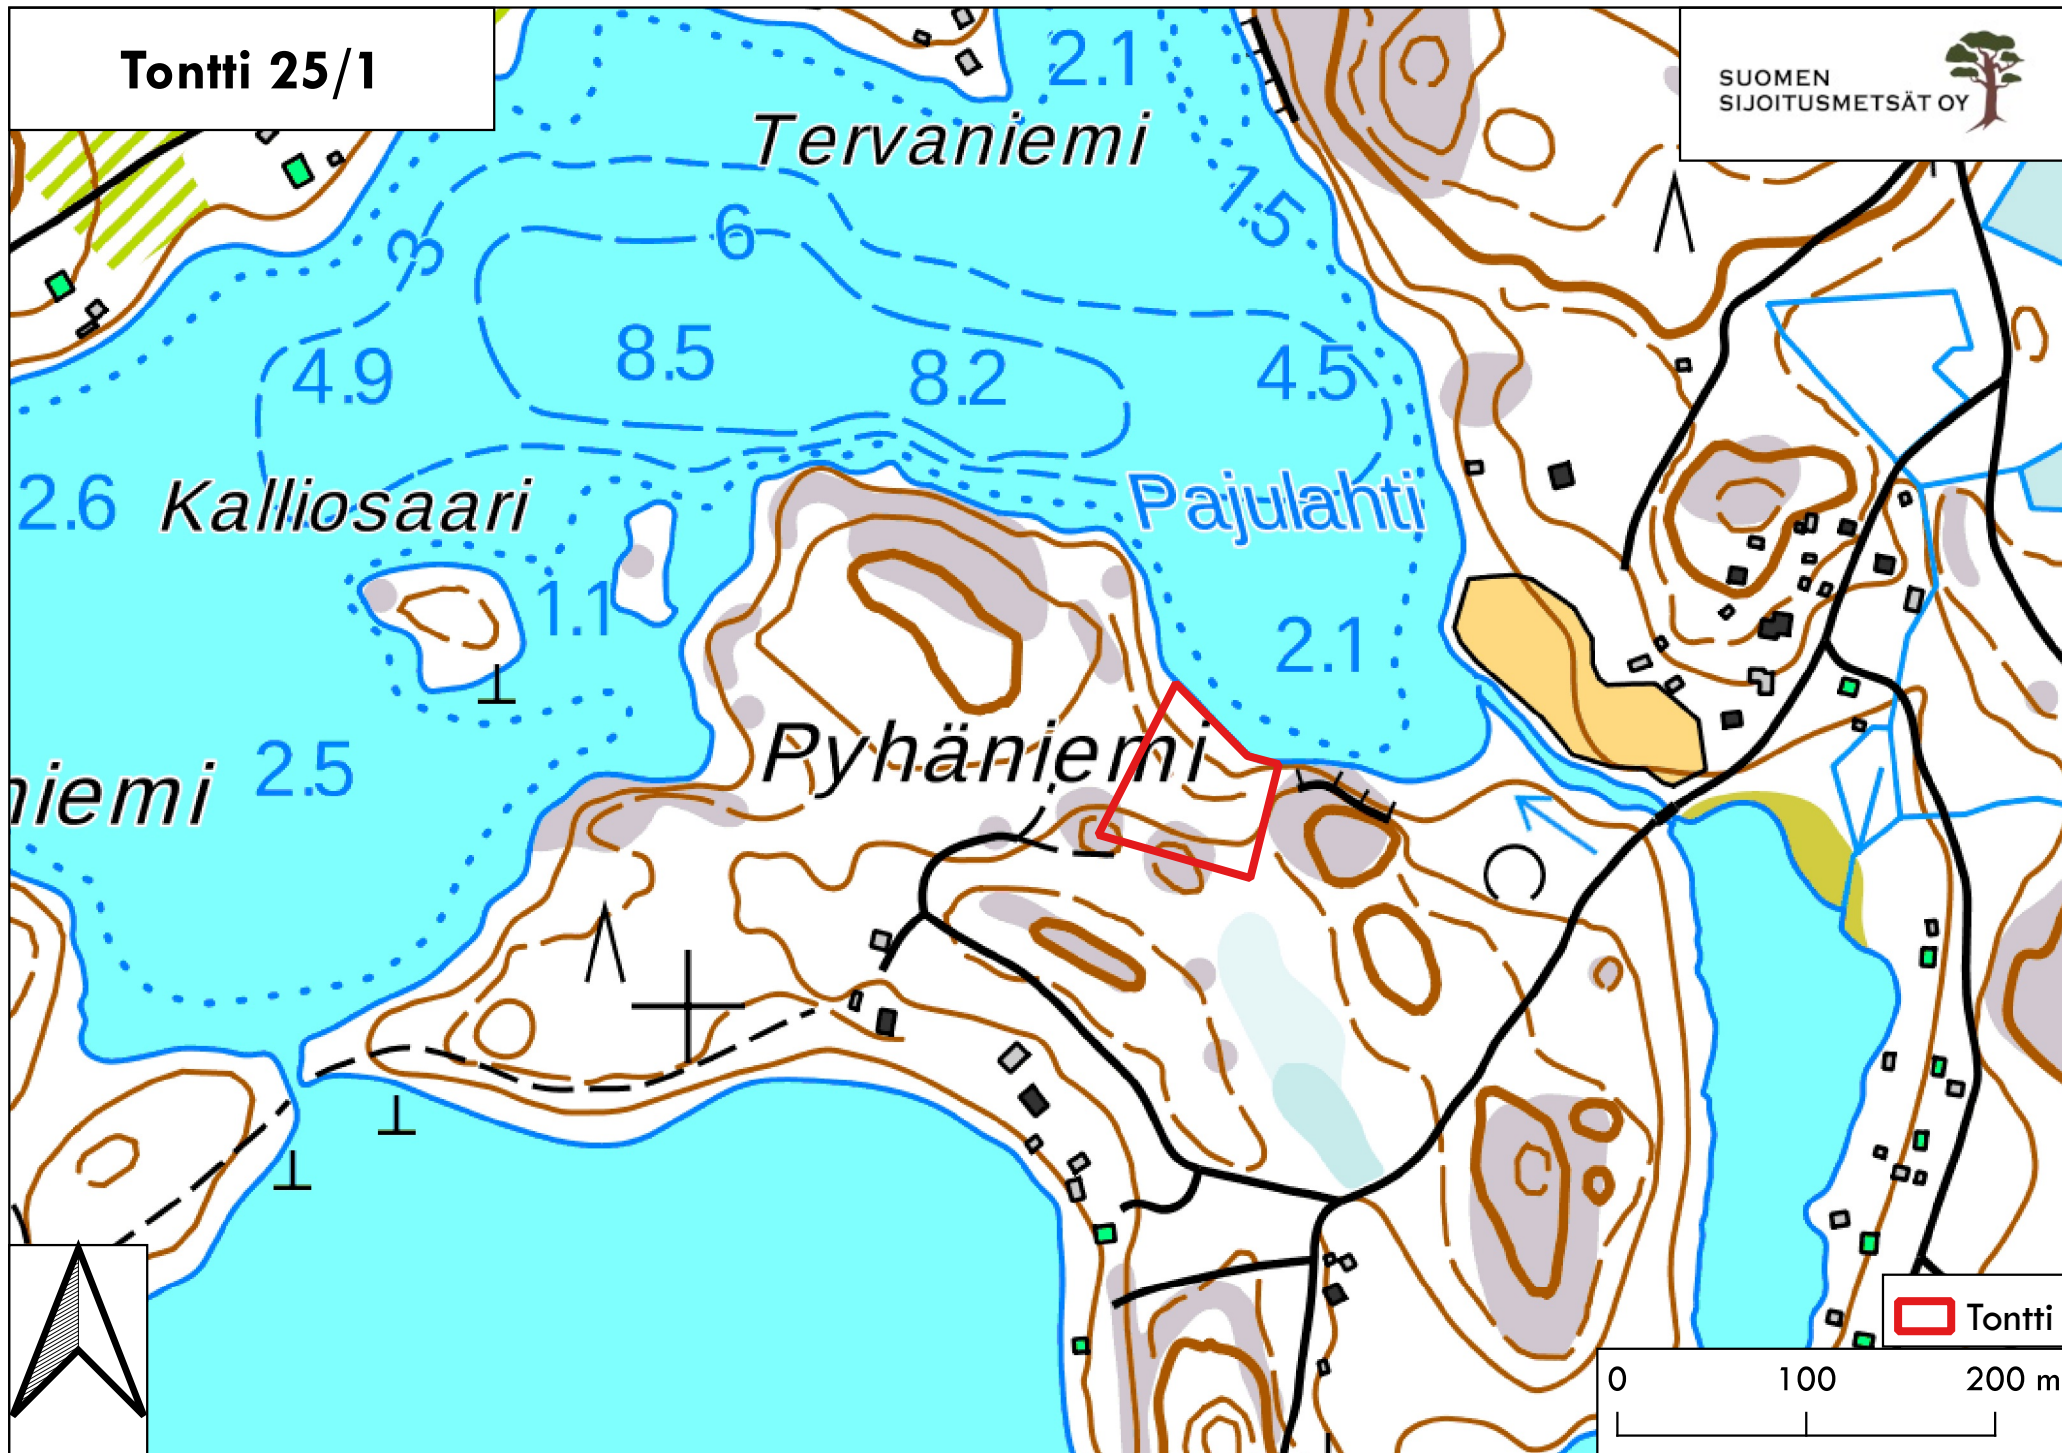 Tontti 25/1
SUOMEN
SIJOITUSMETSÄT OY
2.1
Tervaniemi
1.5
3
6
8.5
8.2
4.9
4.5
2.6
Kalliosaari
Pajulahti
1.1
2.1
Pyhäniemi
niemi
2.5
Tontti
0 100 200 m